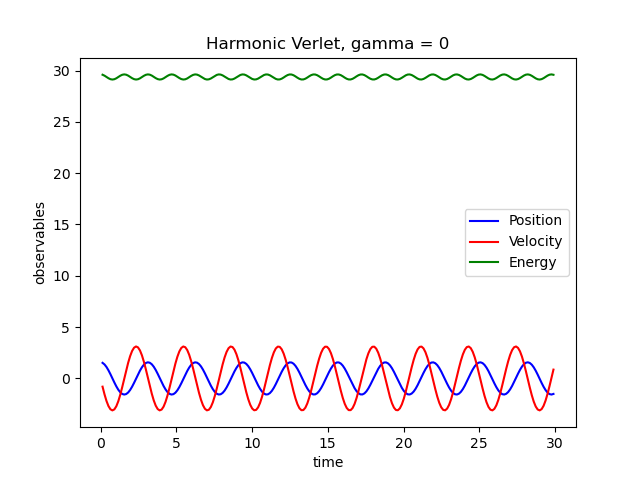 Harmonic Verlet, gamma = 0
observables
30
25
20
15
10
5
0
Position
Velocity
Energy
0 5 10 15 20 25 30
time